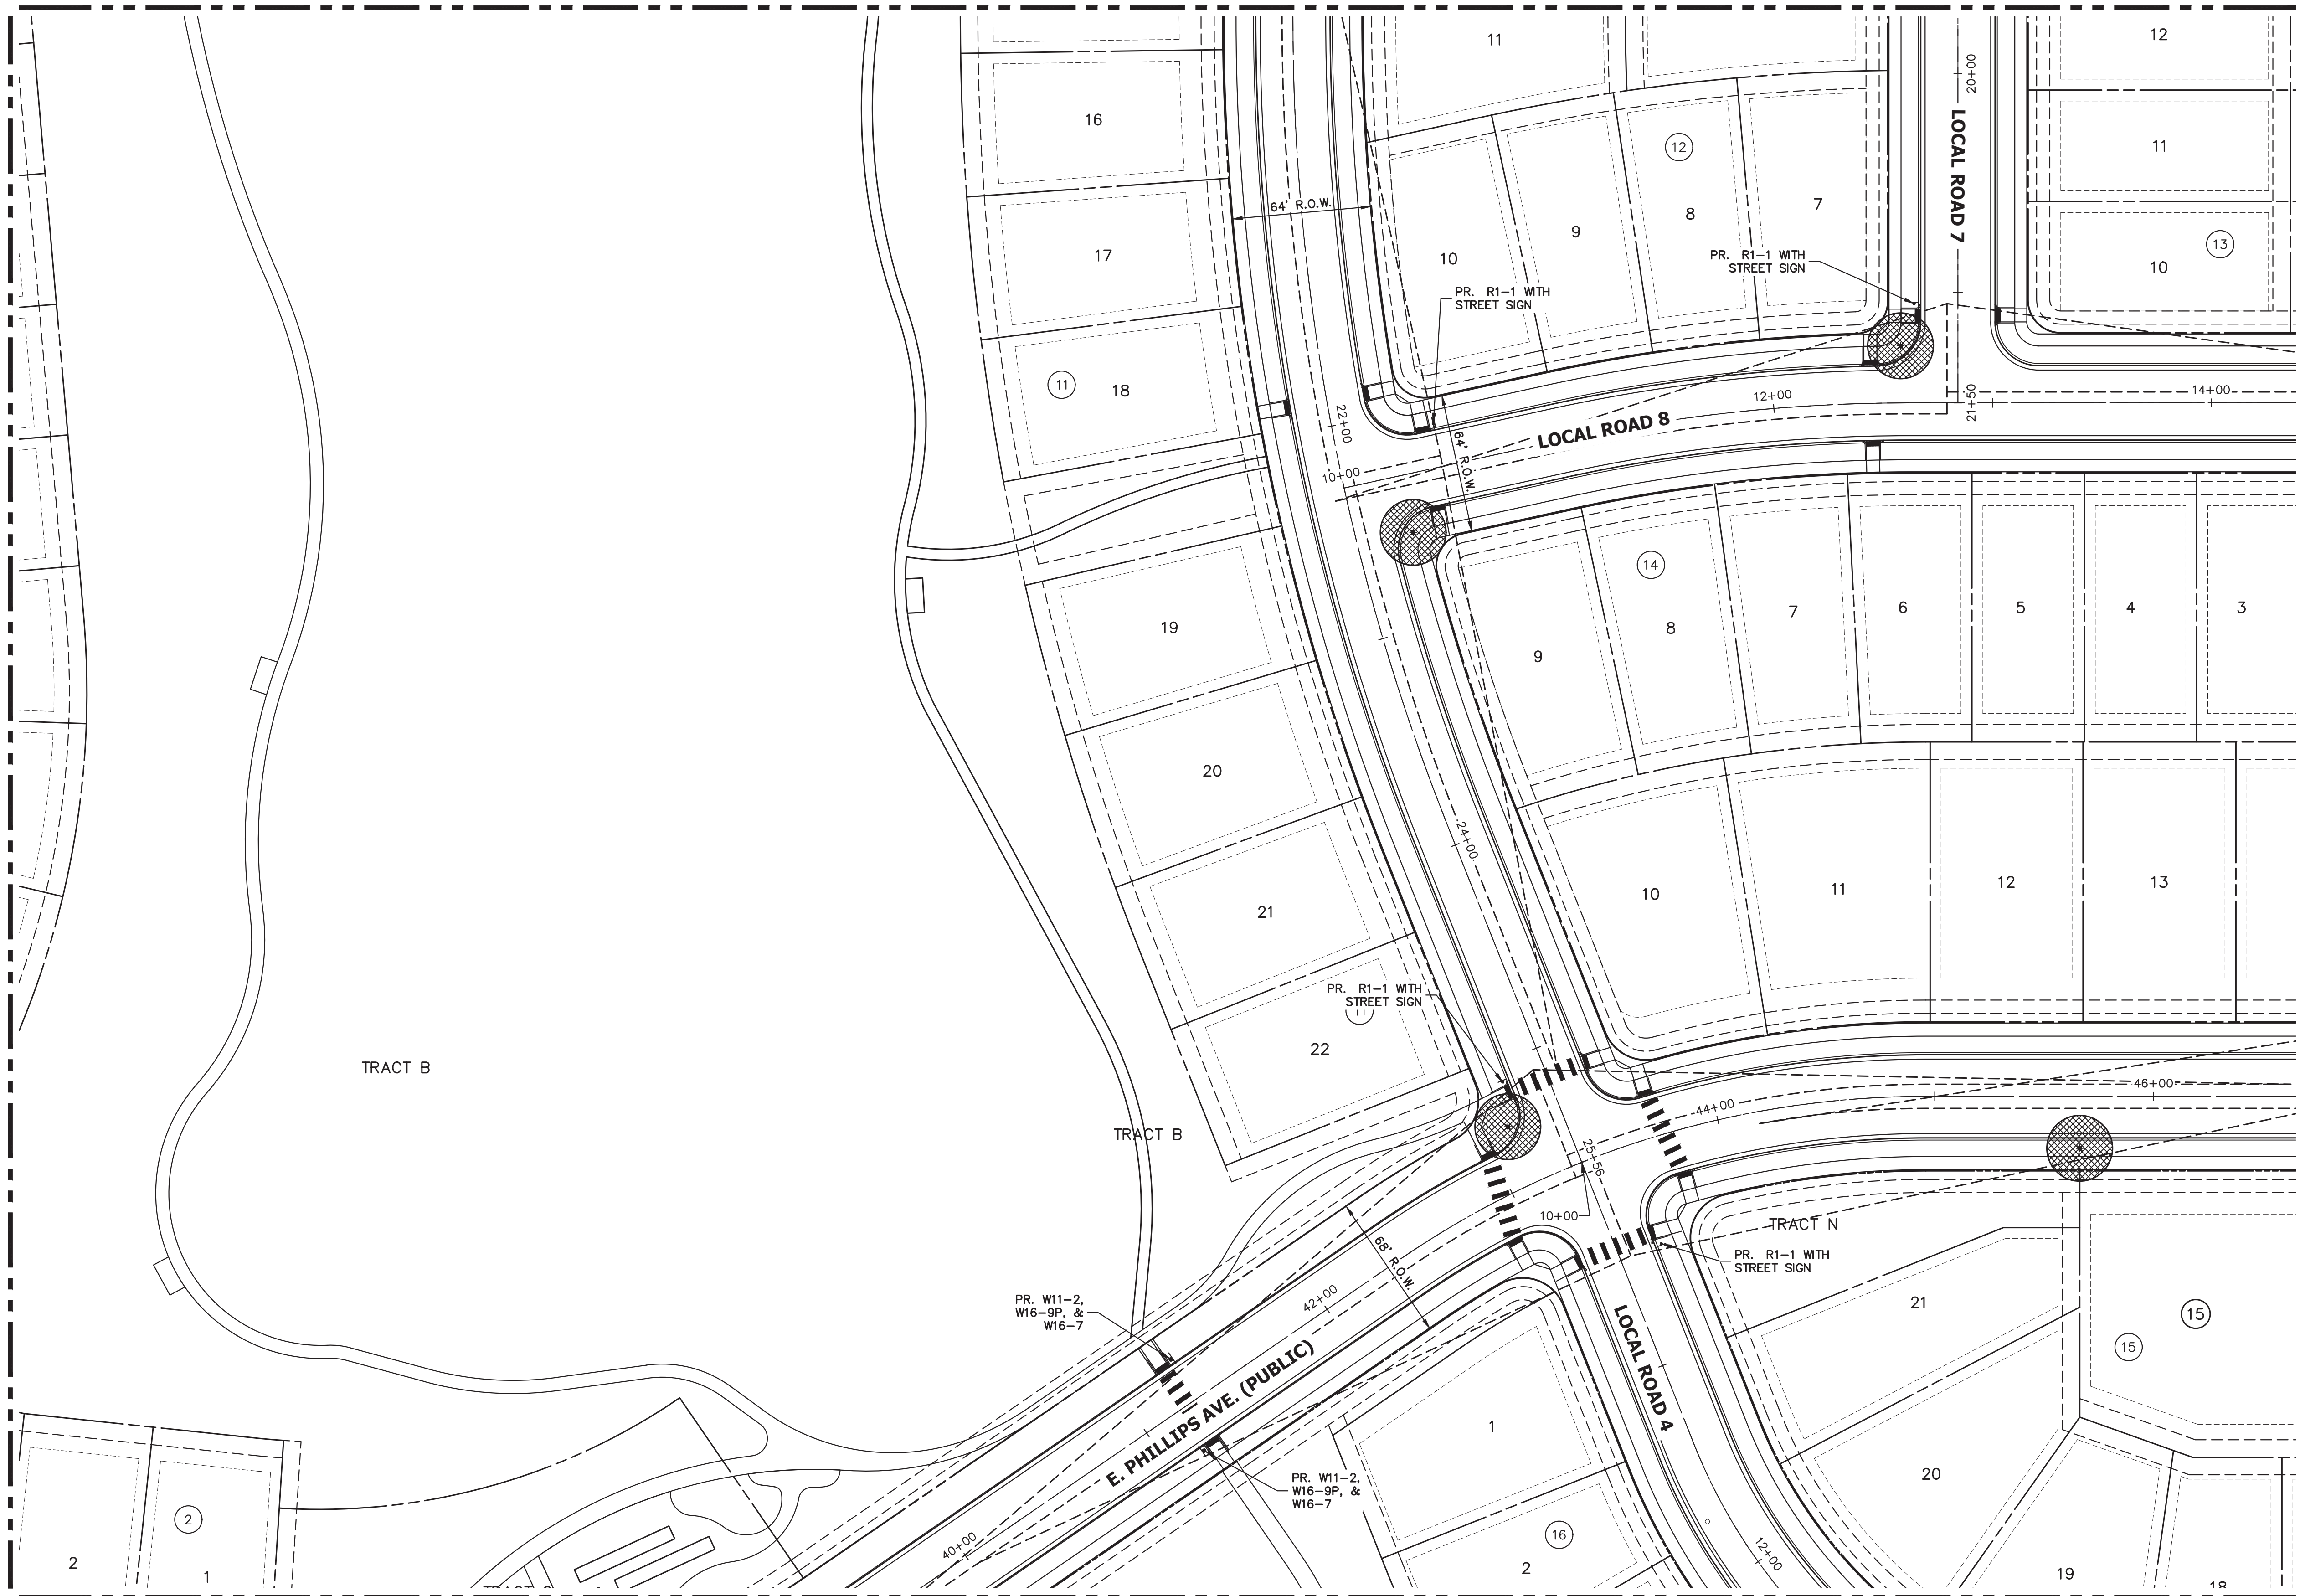 11
12
16
20+00
LOCAL ROAD 7
12
11
17
64' R.O.W.
10
9
8
7
10
13
PR. R1-1 WITH
STREET SIGN
PR. R1-1 WITH
STREET SIGN
11
18
22+00
64' R.O.W.
LOCAL ROAD 8
12+00
21+50
14+00
10+00
14
19
9
8
7
6
5
4
3
20
24+00
21
10
11
12
13
PR. R1-1 WITH
STREET SIGN
11
22
TRACT B
TRACT B
44+00
46+00
25+56
10+00
TRACT N
PR. R1-1 WITH
STREET SIGN
68' R.O.W.
42+00
PR. W11-2,
W16-9P, &
W16-7
E. PHILLIPS AVE. (PUBLIC)
LOCAL ROAD 4
21
15
15
1
PR. W11-2,
W16-9P, &
W16-7
20
2
16
40+00
12+00
2
1
2
19
18